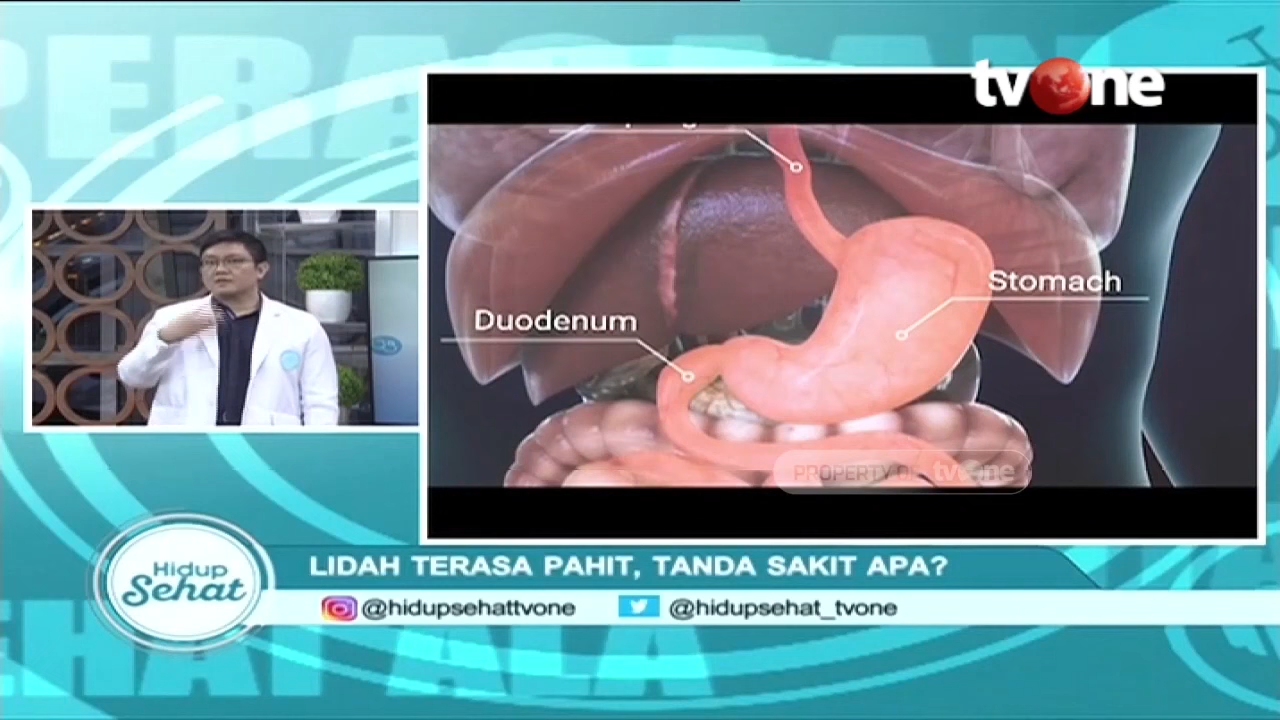 tvOne
Stomach
Duodenum
PROPERTY OF tvOne
Hidup
Sehat
LIDAH TERASA PAHIT, TANDA SAKIT APA?
@hidupsehattvone
@hidupsehat_tvone